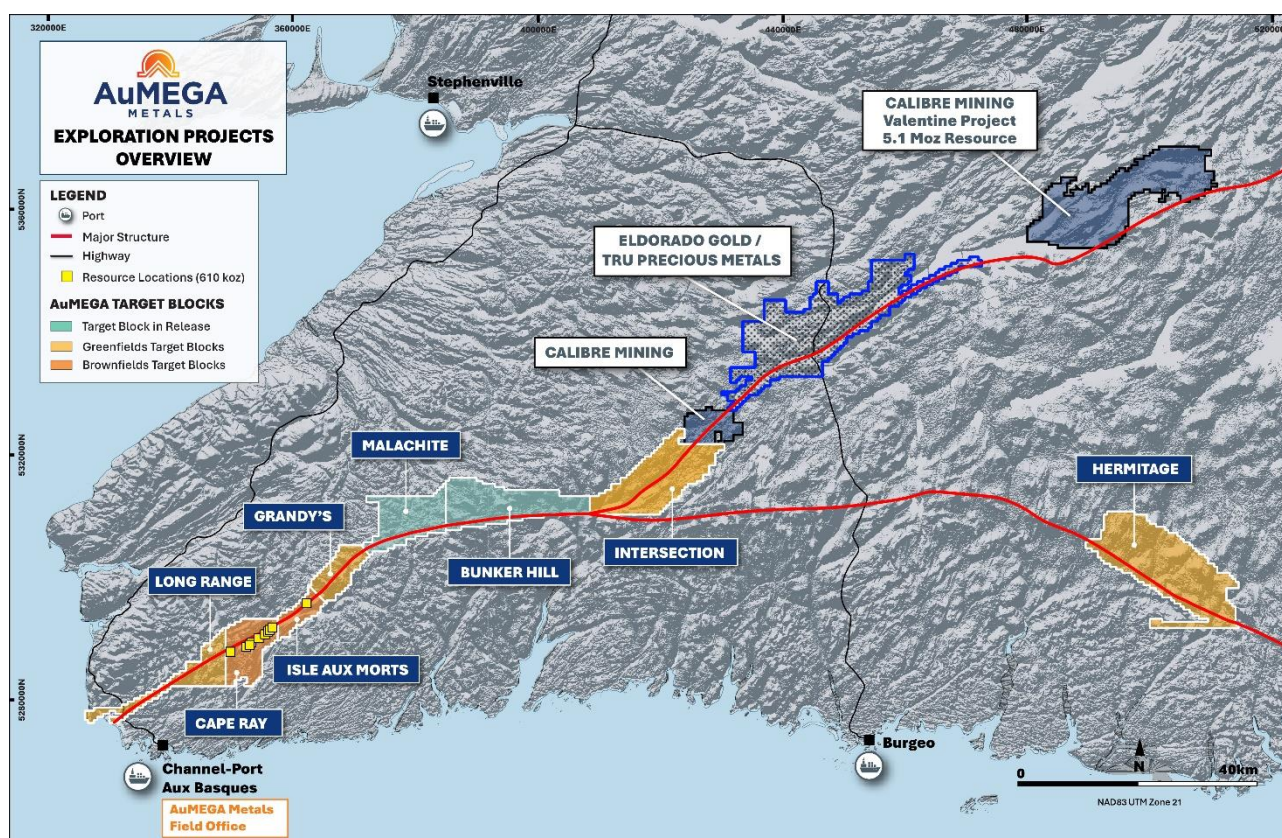 320000E
360000E
400000E
440000E
480000E
AuMEGA
METALS
EXPLORATION PROJECTS
OVERVIEW
LEGEND
Port
Major Structure
Highway
Resource Locations (610 koz)
AuMEGA TARGET BLOCKS
Target Block in Release
Greenfields Target Blocks
Brownfields Target Blocks
5360000N
5320000N
5280000N
Stephenville
CALIBRE MINING
Valentine Project
5.1 Moz Resource
ELDORADO GOLD /
TRU PRECIOUS METALS
CALIBRE MINING
MALACHITE
HERMITAGE
GRANDY'S
INTERSECTION
BUNKER HILL
LONG RANGE
ISLE AUX MORTS
CAPE RAY
Channel-Port
Aux Basques
AuMEGA Metals
Field Office
Burgeo
N
0
40km
NAD83 UTM Zone 21